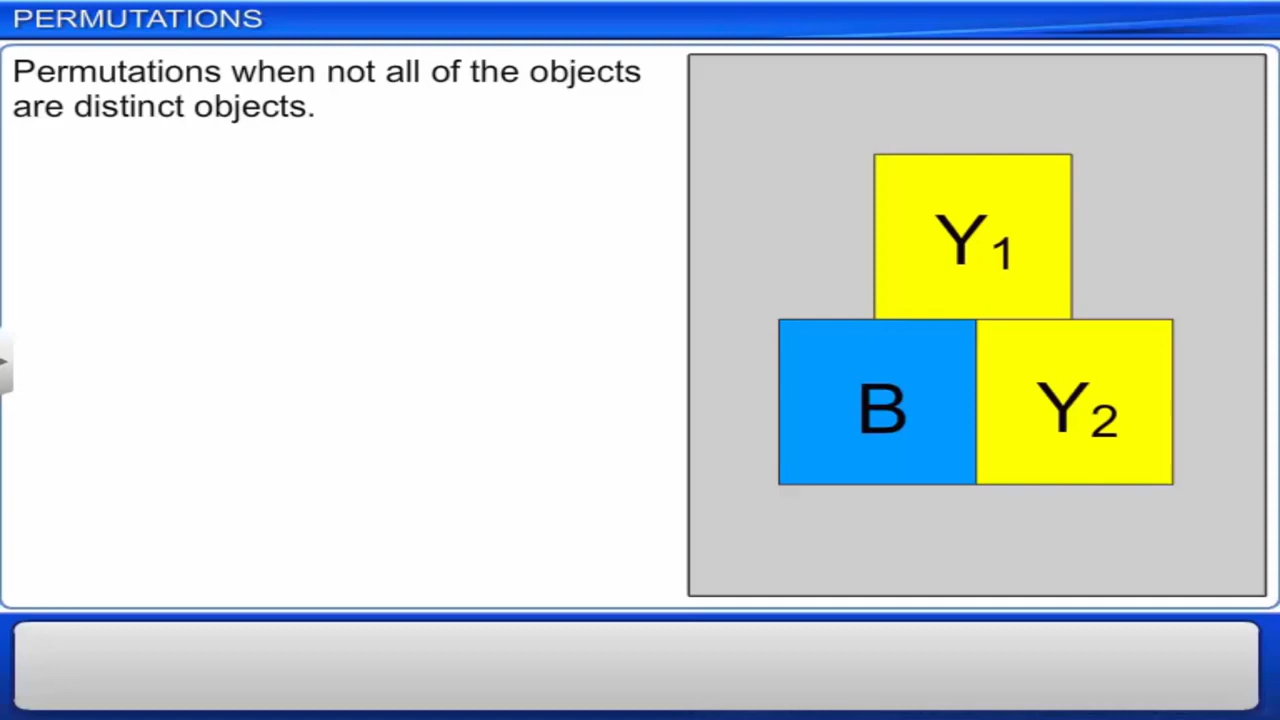 PERMUTATIONS
Permutations when not all of the objects
are distinct objects.
Y₁
B
Y₂